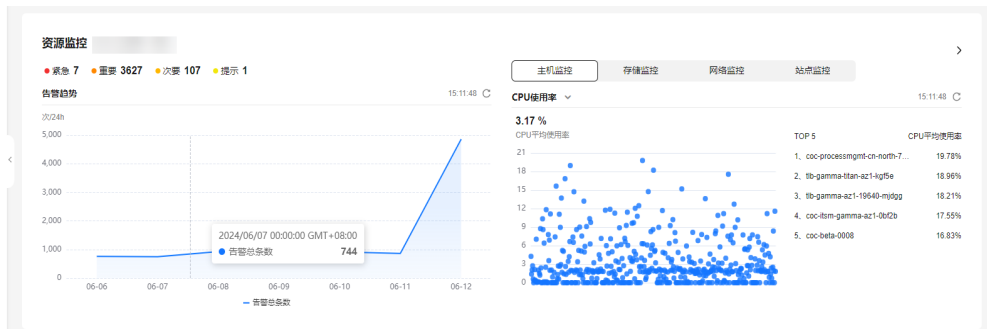 资源监控
紧急 7 重要 3627 次要 107 提示 1
告警趋势 15:11:48
次/24h
5,000
4,000
3,000
2,000
1,000
0
06-06 06-07 06-08 06-09 06-10 06-11 06-12
2024/06/07 00:00:00 GMT+08:00
告警总条数 744
告警总条数
主机监控 存储监控 网络监控 站点监控
CPU使用率 15:11:48
3.17 %
CPU平均使用率
21
18
15
12
9
6
3
0
TOP 5 CPU平均使用率
1、coc-processmgmt-cn-north-7... 19.78%
2、tlb-gamma-titan-az1-kgf5e 18.96%
3、tlb-gamma-az1-19640-mjdgg 18.21%
4、coc-itsm-gamma-az1-0bf2b 17.55%
5、coc-beta-0008 16.83%